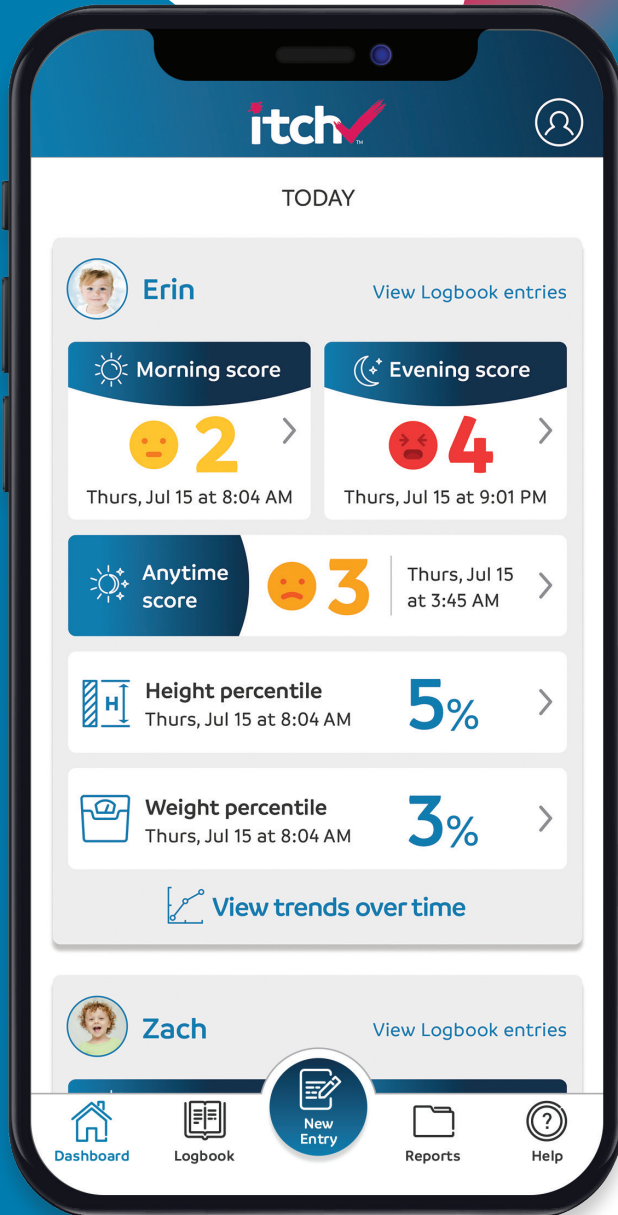 itch
TM
TODAY
Erin
View Logbook entries
Morning score
Evening score
2
4
Thurs, Jul 15 at 8:04 AM
Thurs, Jul 15 at 9:01 PM
Anytime
score
3
Thurs, Jul 15
at 3:45 AM
H
Height percentile
Thurs, Jul 15 at 8:04 AM
5%
Weight percentile
Thurs, Jul 15 at 8:04 AM
3%
View trends over time
Zach
View Logbook entries
Dashboard
Logbook
New
Entry
Reports
?
Help